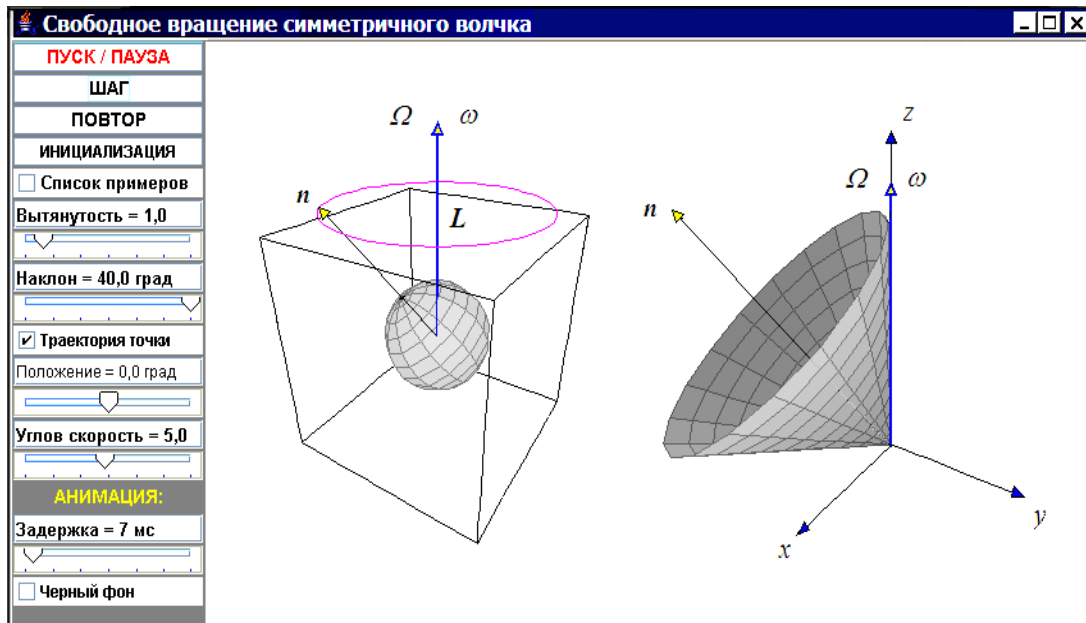 Свободное вращение симметричного волчка
ПУСК / ПАУЗА
ШАГ
ПОВТОР
ИНИЦИАЛИЗАЦИЯ
Список примеров
Вытянутость = 1,0
Наклон = 40,0 град
Траектория точки
Положение = 0,0 град
Углов скорость = 5,0
АНИМАЦИЯ:
Задержка = 7 мс
Черный фон
Ω ω
n
L
z
Ω ω
n
y
x